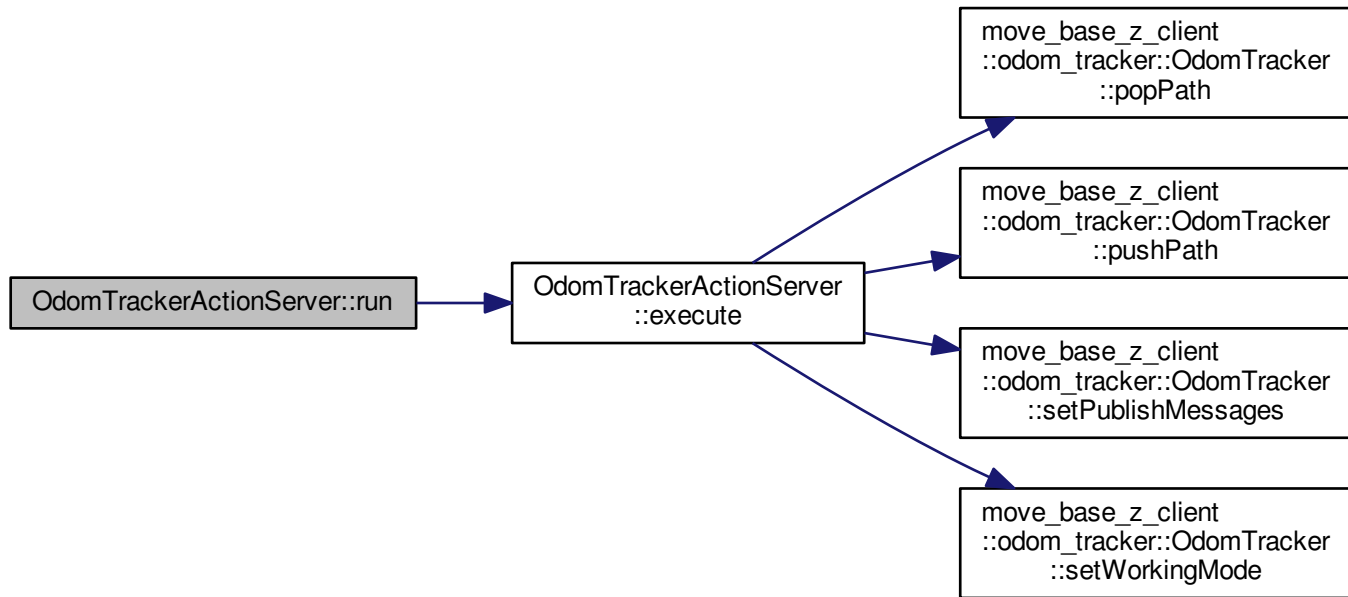 OdomTrackerActionServer::run
OdomTrackerActionServer
::execute
move_base_z_client
::odom_tracker::OdomTracker
::popPath
move_base_z_client
::odom_tracker::OdomTracker
::pushPath
move_base_z_client
::odom_tracker::OdomTracker
::setPublishMessages
move_base_z_client
::odom_tracker::OdomTracker
::setWorkingMode